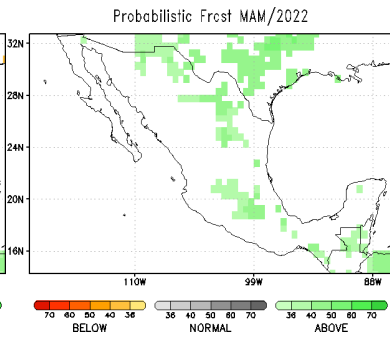 Probabilistic Frost MAM/2022
32N
28N
24N
20N
16N
110W 99W 88W
70 60 50 40 36 36 40 50 60 70 36 40 50 60 70
BELOW NORMAL ABOVE